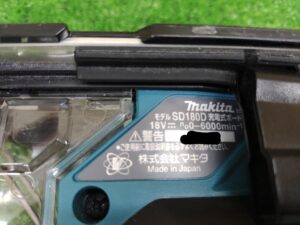 makita
モデル SD180D 充電式ボード
18V⎓ n₀0-6000min⁻¹
⚠警告
株式会社マキタ
Made in Japan